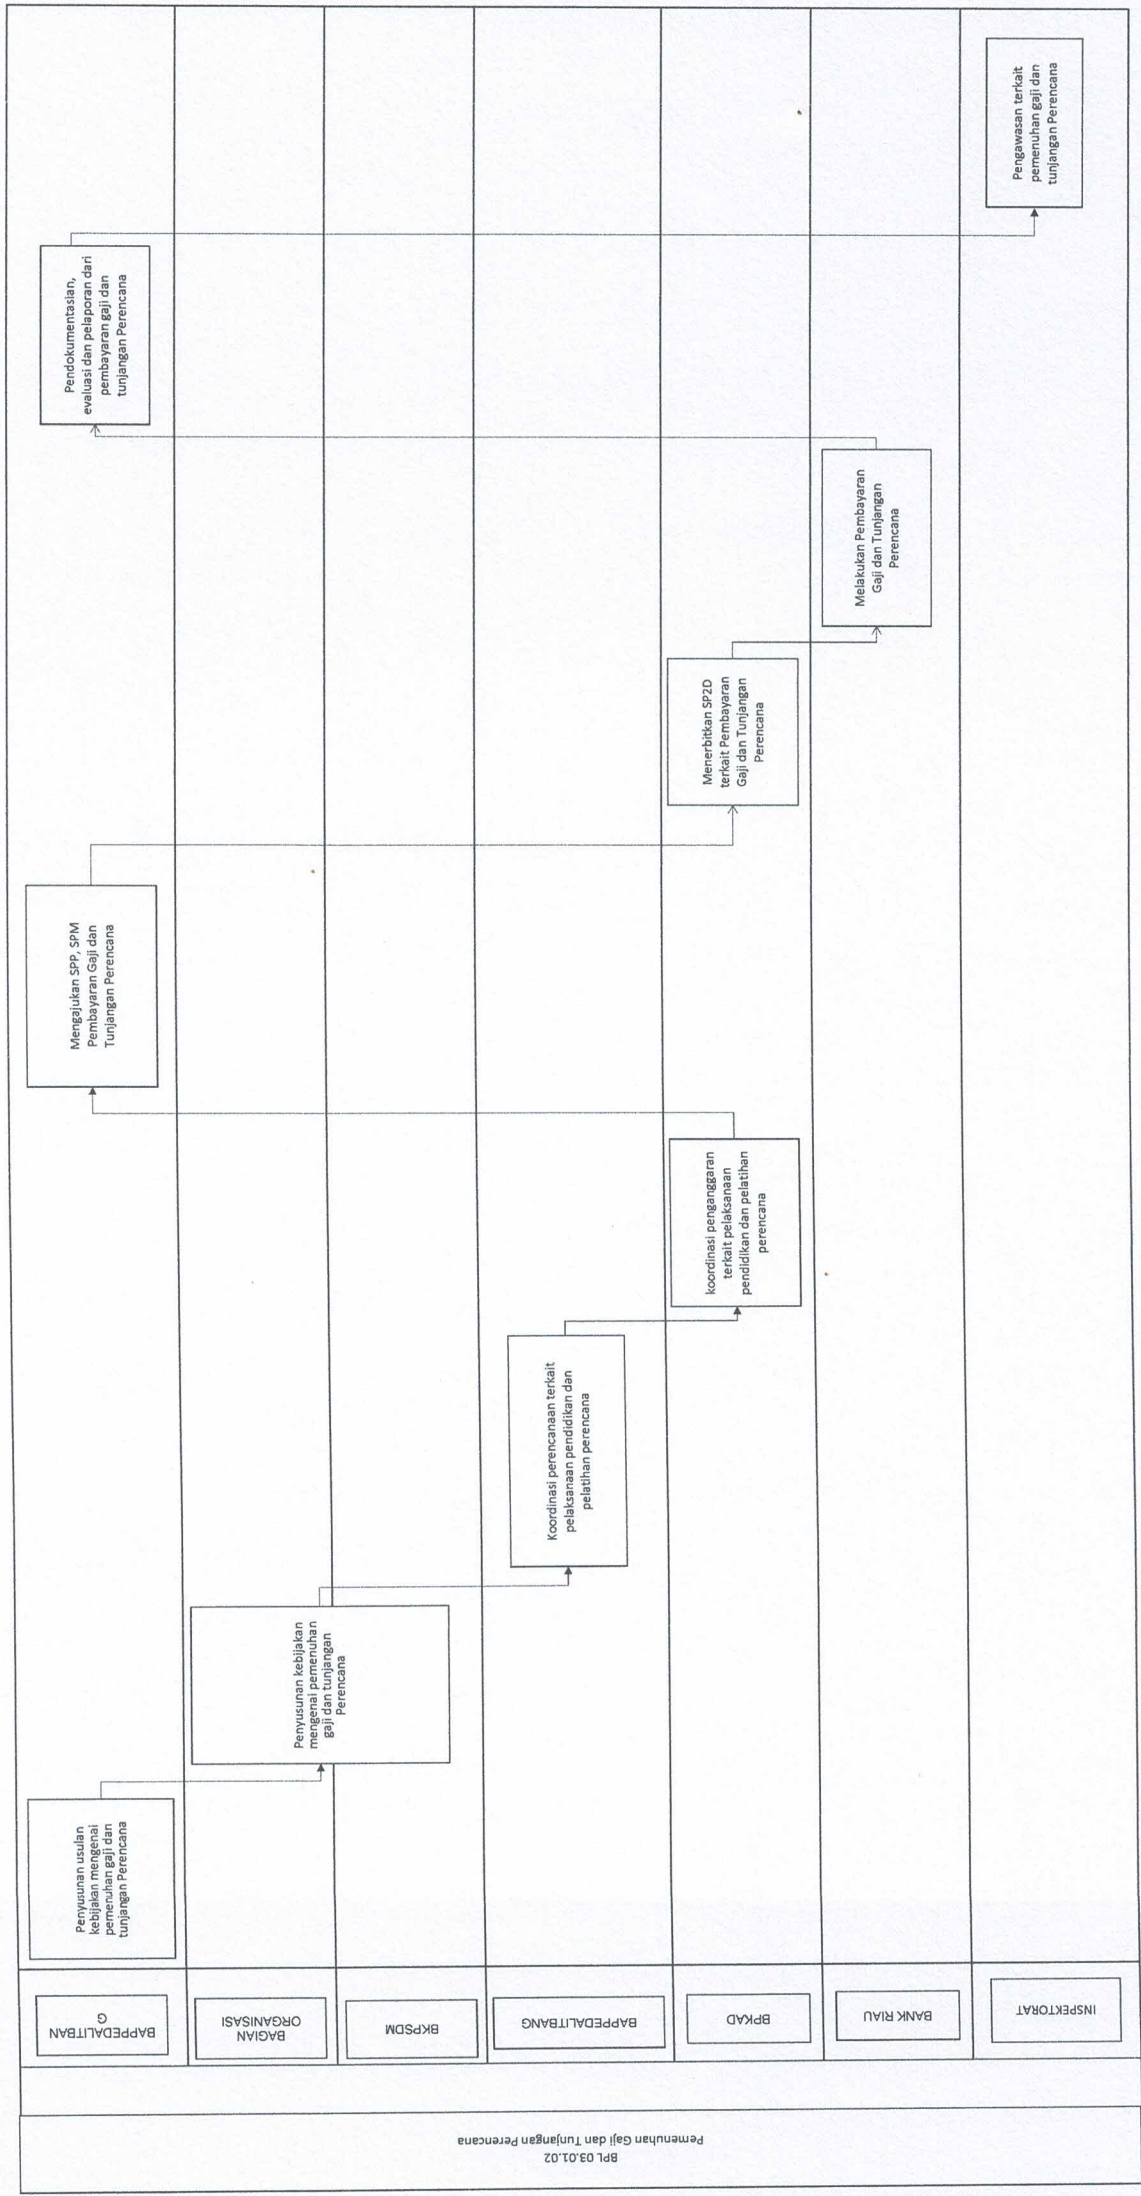 BPL 03.01.02
Pemenuhan Gaji dan Tunjangan Perencana
BAPPEDALITBAN
G
BAGIAN
ORGANISASI
BKPSDM
BAPPEDALITBANG
BPKAD
BANK RIAU
INSPEKTORAT
Penyusunan usulan
kebijakan mengenai
pemenuhan gaji dan
tunjangan Perencana
Penyusunan kebijakan
mengenai pemenuhan
gaji dan tunjangan
Perencana
Koordinasi perencanaan terkait
pelaksanaan pendidikan dan
pelatihan perencana
koordinasi penganggaran
terkait pelaksanaan
pendidikan dan pelatihan
perencana
Mengajukan SPP, SPM
Pembayaran Gaji dan
Tunjangan Perencana
Menerbitkan SP2D
terkait Pembayaran
Gaji dan Tunjangan
Perencana
Melakukan Pembayaran
Gaji dan Tunjangan
Perencana
Pendokumentasian,
evaluasi dan pelaporan dari
pembayaran gaji dan
tunjangan Perencana
Pengawasan terkait
pemenuhan gaji dan
tunjangan Perencana